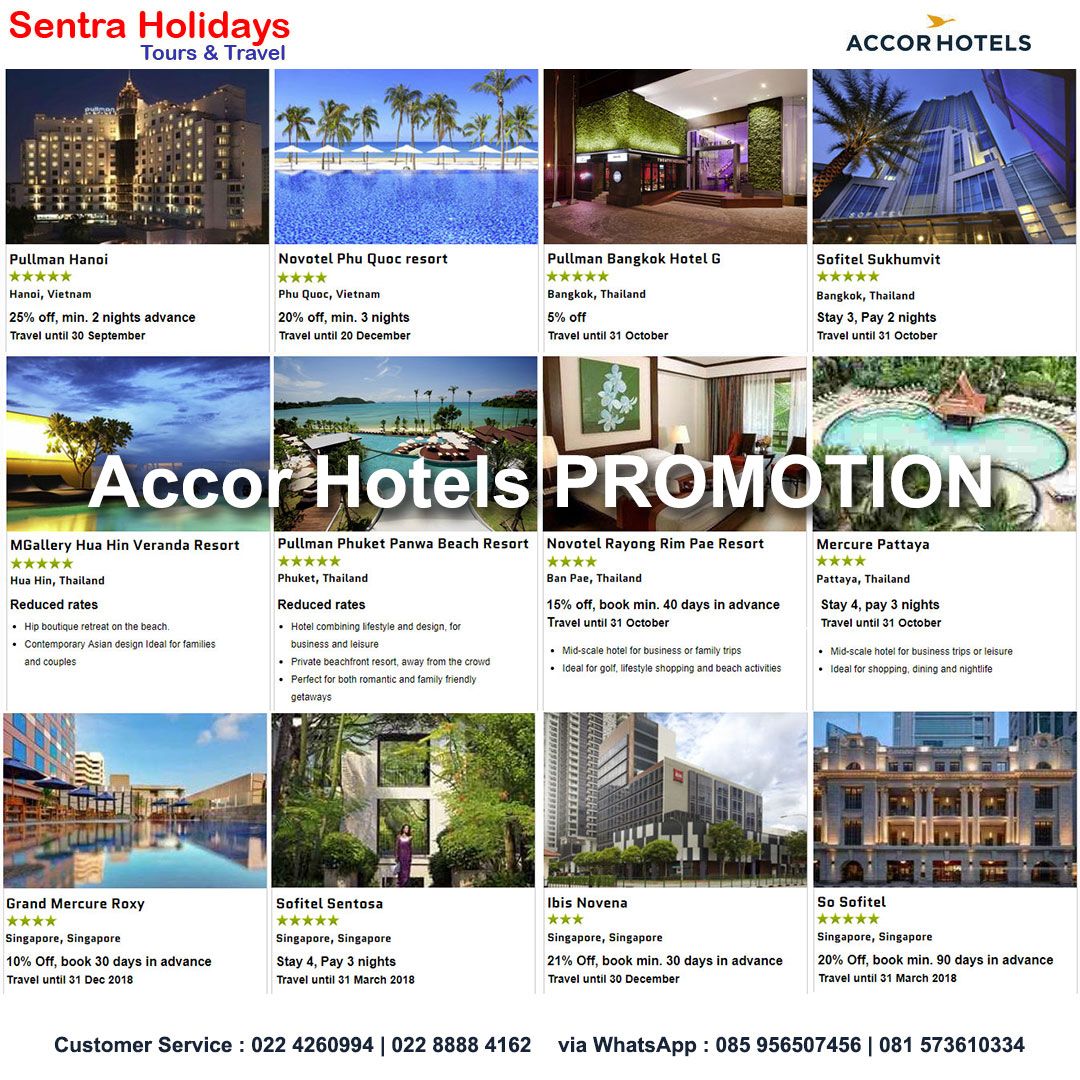 Sentra Holidays
Tours & Travel
ACCOR HOTELS
pullman
SOFITEL
Pullman Hanoi
Hanoi, Vietnam
25% off, min. 2 nights advance
Travel until 30 September
Novotel Phu Quoc resort
Phu Quoc, Vietnam
20% off, min. 3 nights
Travel until 20 December
Pullman Bangkok Hotel G
Bangkok, Thailand
5% off
Travel until 31 October
Sofitel Sukhumvit
Bangkok, Thailand
Stay 3, Pay 2 nights
Travel until 31 October
Accor Hotels PROMOTION
MGallery Hua Hin Veranda Resort
Hua Hin, Thailand
Reduced rates
• Hip boutique retreat on the beach.
• Contemporary Asian design Ideal for families
and couples
Pullman Phuket Panwa Beach Resort
Phuket, Thailand
Reduced rates
• Hotel combining lifestyle and design, for
business and leisure
• Private beachfront resort, away from the crowd
• Perfect for both romantic and family friendly
getaways
Novotel Rayong Rim Pae Resort
Ban Pae, Thailand
15% off, book min. 40 days in advance
Travel until 31 October
• Mid-scale hotel for business or family trips
• Ideal for golf, lifestyle shopping and beach activities
Mercure Pattaya
Pattaya, Thailand
Stay 4, pay 3 nights
Travel until 31 October
• Mid-scale hotel for business trips or leisure
• Ideal for shopping, dining and nightlife
Grand Mercure Roxy
Singapore, Singapore
10% Off, book 30 days in advance
Travel until 31 Dec 2018
Sofitel Sentosa
Singapore, Singapore
Stay 4, Pay 3 nights
Travel until 31 March 2018
Ibis Novena
Singapore, Singapore
21% Off, book min. 30 days in advance
Travel until 30 December
So Sofitel
Singapore, Singapore
20% Off, book min. 90 days in advance
Travel until 31 March 2018
Customer Service : 022 4260994 | 022 8888 4162 via WhatsApp : 085 956507456 | 081 573610334